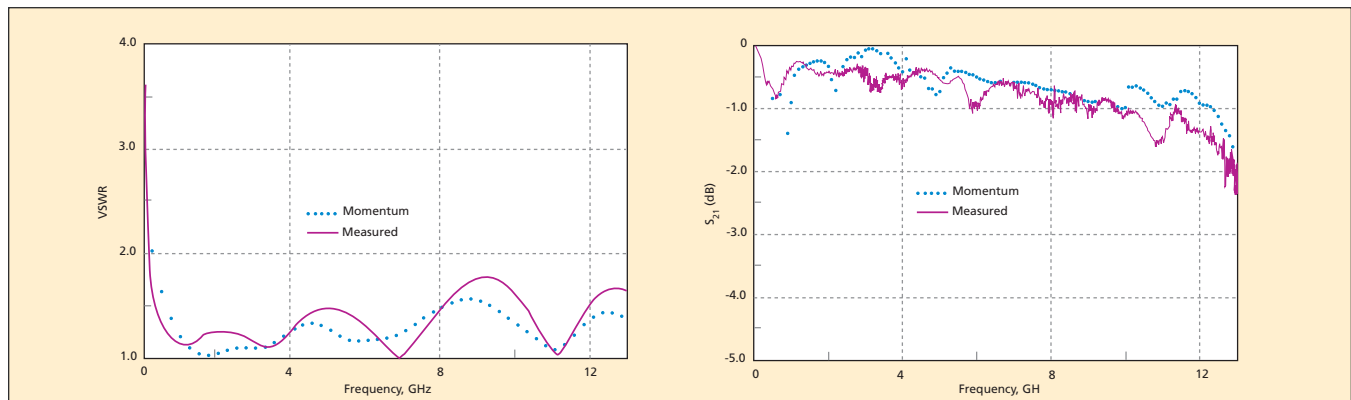 4.0
3.0
2.0
1.0
VSWR
Momentum
Measured
0
4
8
12
Frequency, GHz
0
-1.0
-2.0
-3.0
-4.0
-5.0
S21 (dB)
Momentum
Measured
0
4
8
12
Frequency, GH